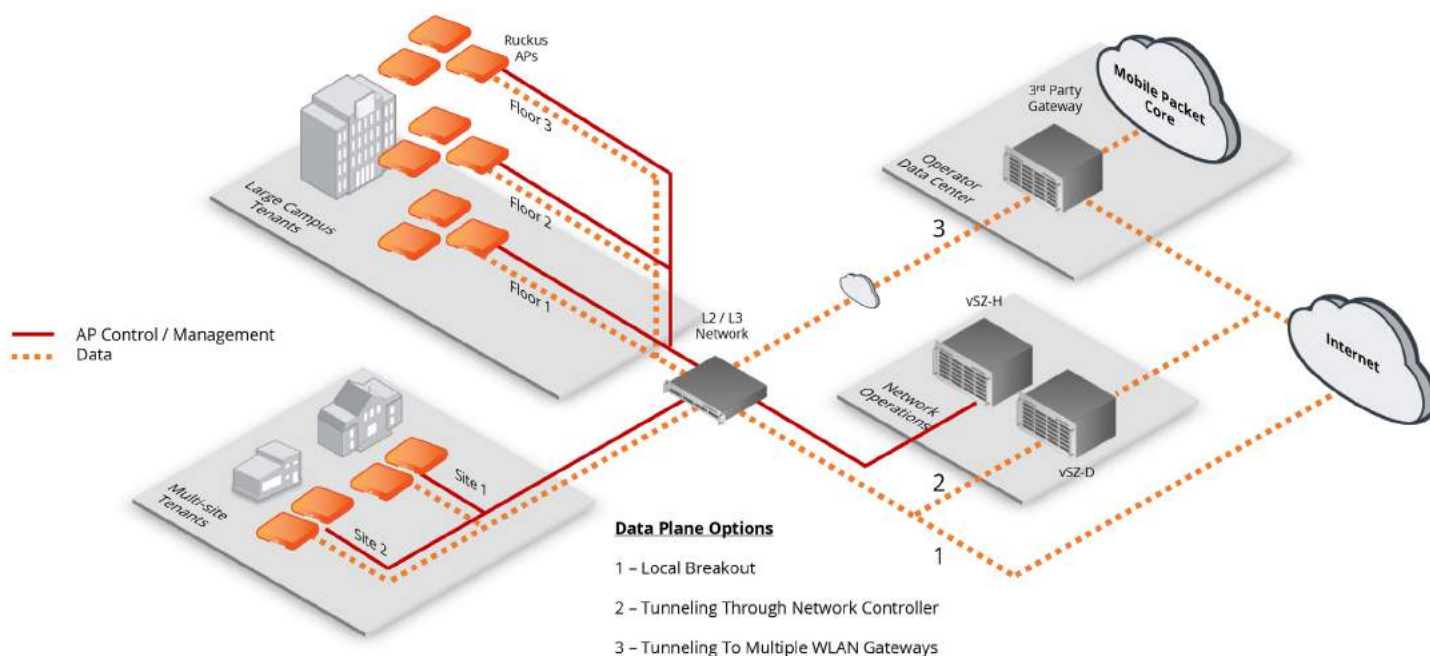 Ruckus
APs
Floor 3
Floor 2
Floor 1
Large Campus
Tenants
3rd Party
Gateway
Mobile Packet
Core
Operator
Data Center
3
L2 / L3
Network
vSZ-H
Network
Operations
vSZ-D
Internet
AP Control / Management
Data
Site 1
Site 2
Multi-site
Tenants
2
1
Data Plane Options
1 – Local Breakout
2 – Tunneling Through Network Controller
3 – Tunneling To Multiple WLAN Gateways